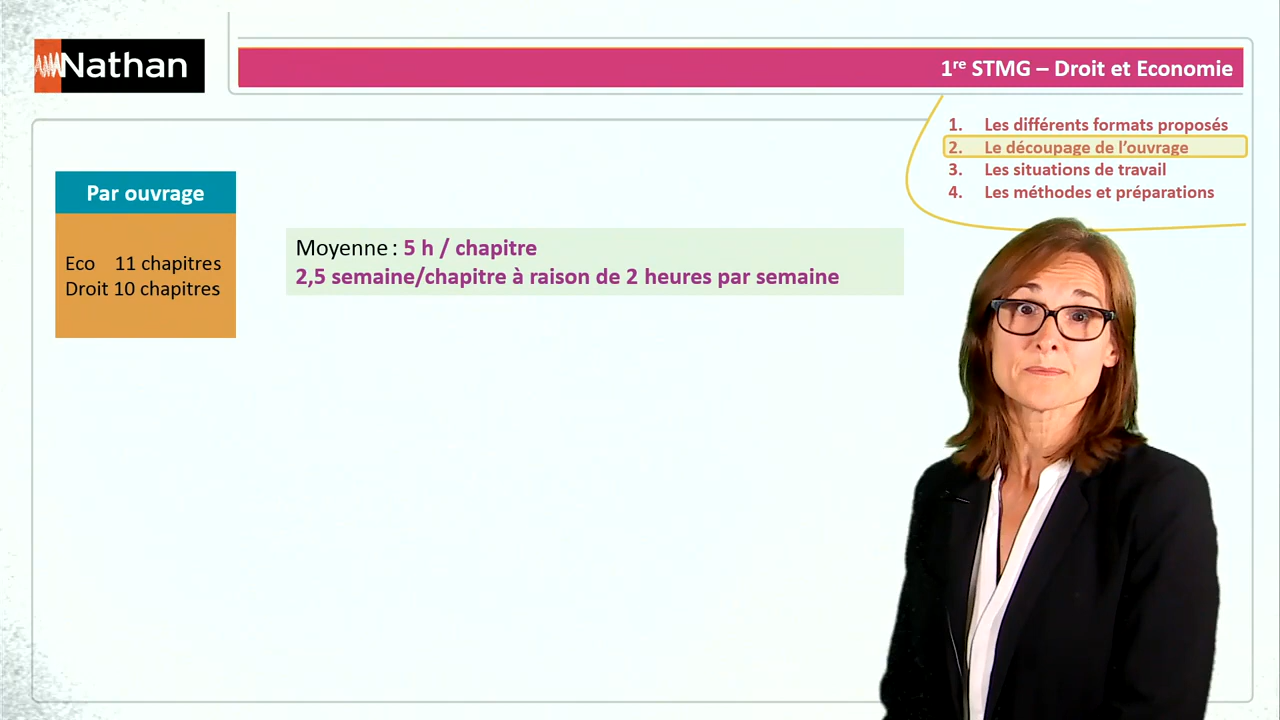 Nathan
1re STMG – Droit et Economie
1. Les différents formats proposés
2. Le découpage de l’ouvrage
3. Les situations de travail
4. Les méthodes et préparations
Par ouvrage
Eco 11 chapitres
Droit 10 chapitres
Moyenne : 5 h / chapitre
2,5 semaine/chapitre à raison de 2 heures par semaine